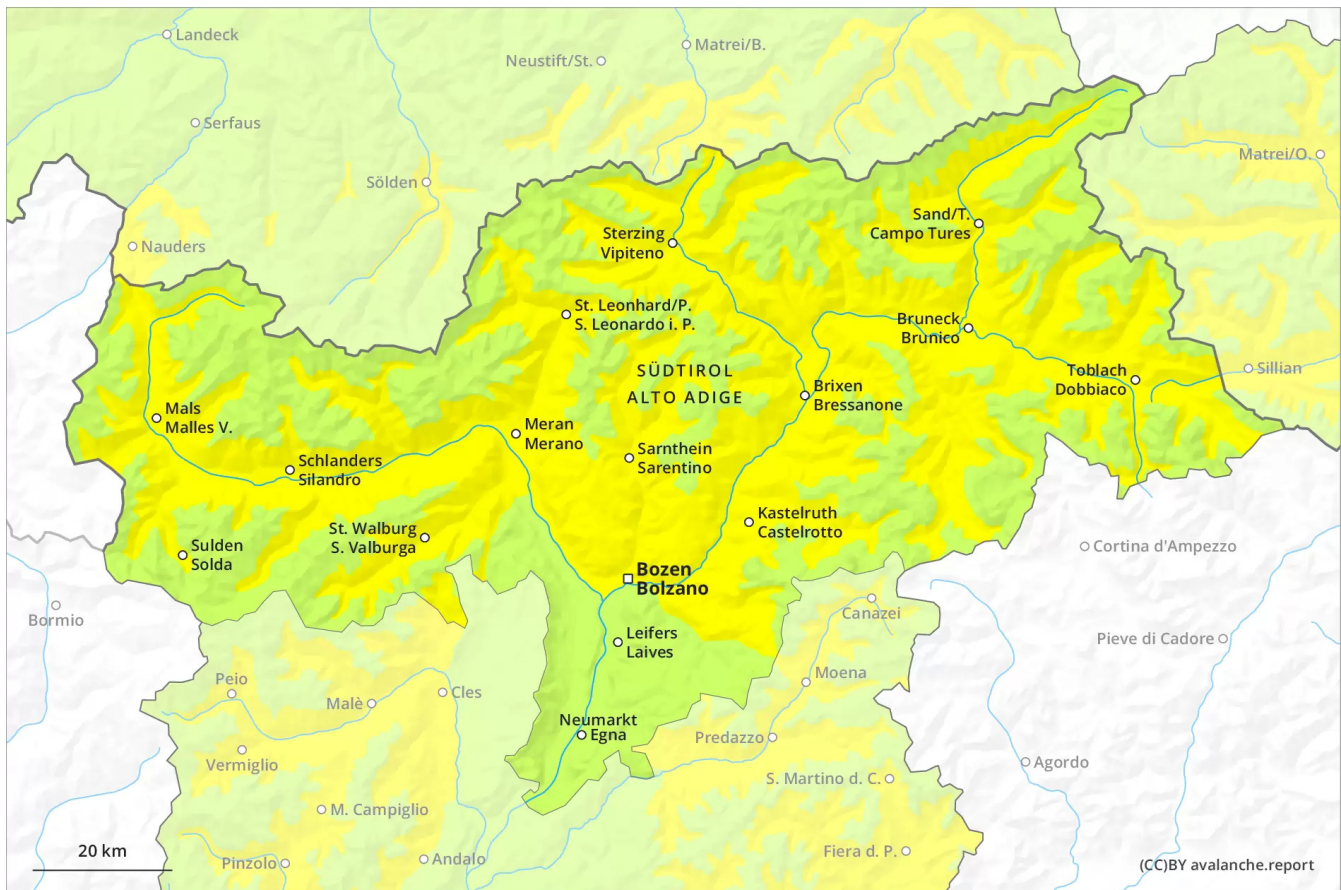 Landeck
Matrei/B.
Neustift/St.
Serfaus
Matrei/O.
Sölden
Sand/T.
Campo Tures
Nauders
Sterzing
Vipiteno
St. Leonhard/P.
S. Leonardo i. P.
Bruneck
Brunico
SÜDTIROL
ALTO ADIGE
Toblach
Dobbiaco
Sillian
Brixen
Bressanone
Mals
Malles V.
Meran
Merano
Schlanders
Silandro
Sarnthein
Sarentino
Kastelruth
Castelrotto
St. Walburg
S. Valburga
Sulden
Solda
Cortina d'Ampezzo
Bozen
Bolzano
Bormio
Canazei
Leifers
Laives
Pieve di Cadore
Moena
Peio
Malè
Cles
Neumarkt
Egna
Predazzo
Vermiglio
Agordo
S. Martino d. C.
M. Campiglio
20 km
Pinzolo
Andalo
Fiera d. P.
(CC)BY avalanche.report